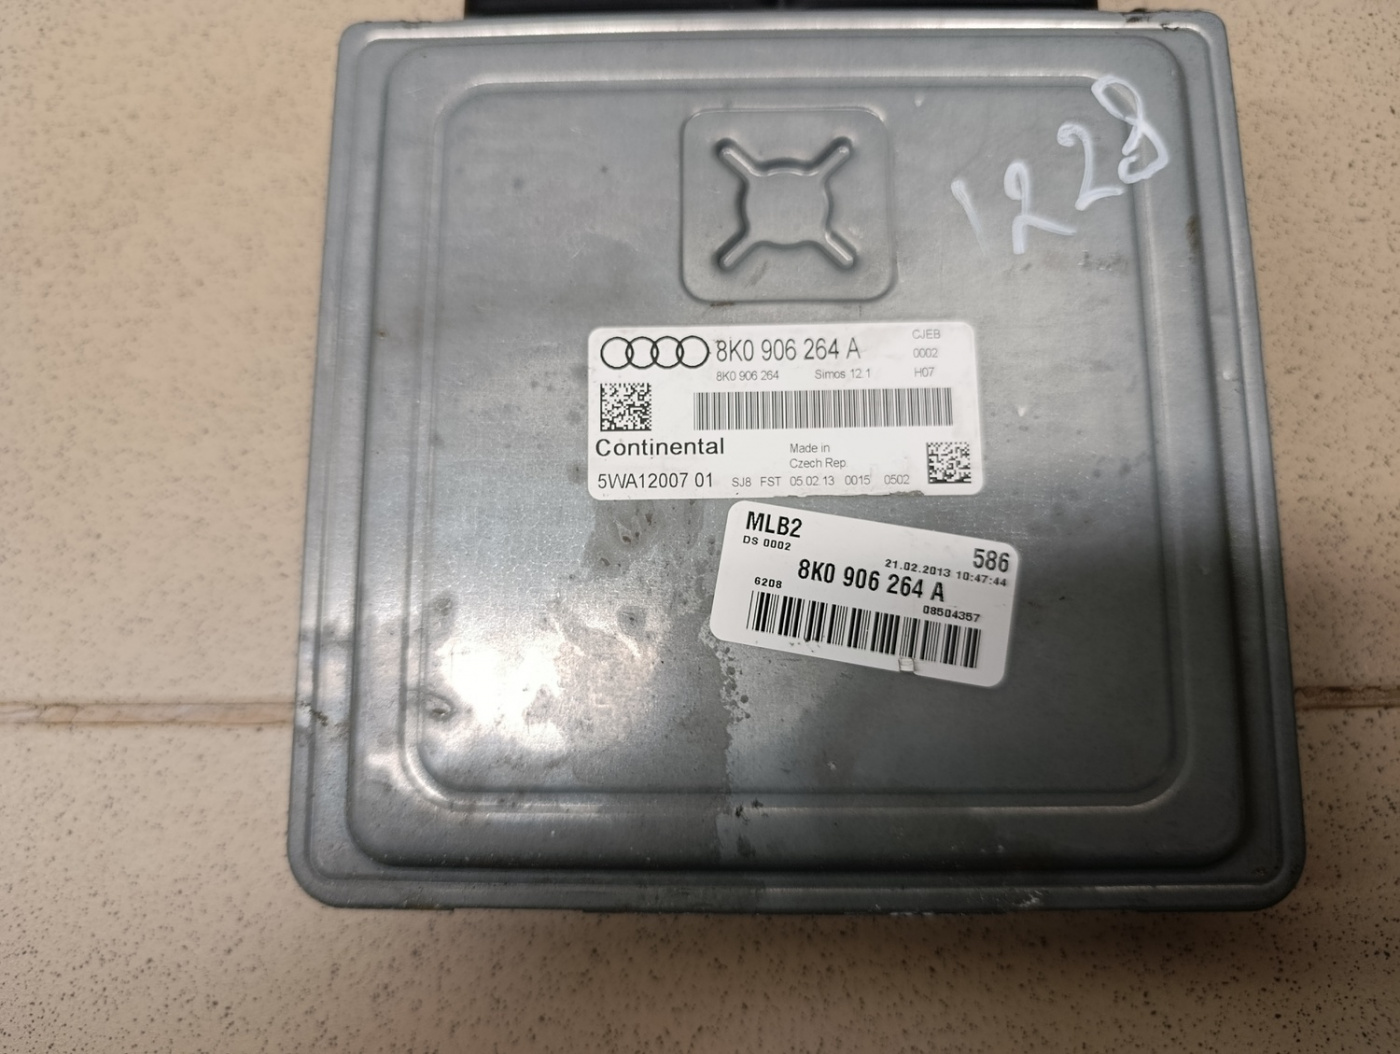 1228
8K0 906 264 A
CJEB
0002
8K0 906 264 Simos 12.1 H07
Continental
Made in
Czech Rep.
5WA12007 01 SJ8 FST 05 02 13 0015 0502
MLB2
DS 0002
586
21.02.2013 10:47:44
8K0 906 264 A
6208
08504357